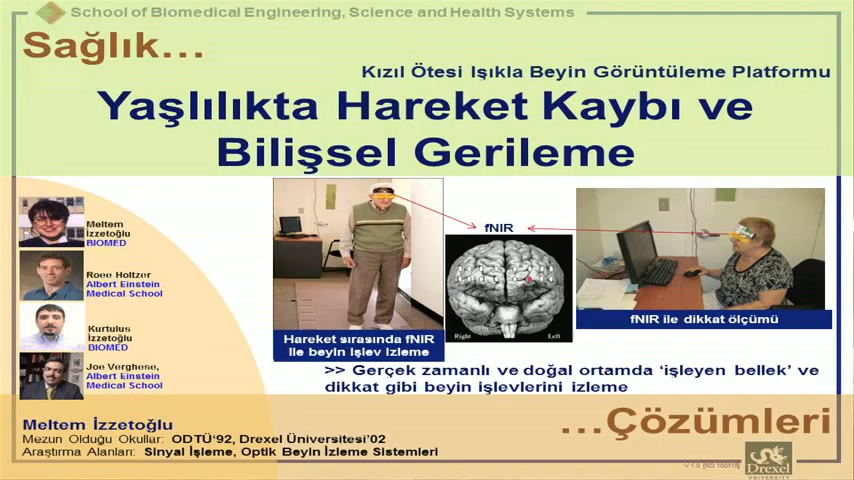 School of Biomedical Engineering, Science and Health Systems
Sağlık...
Kızıl Ötesi Işıkla Beyin Görüntüleme Platformu
Yaşlılıkta Hareket Kaybı ve
Bilişsel Gerileme
Meltem
İzzetoğlu
BIOMED
Roee Holtzer
Albert Einstein
Medical School
Kurtulus
İzzetoğlu
BIOMED
Joe Verghese,
Albert Einstein
Medical School
fNIR
Right
Left
Hareket sırasında fNIR
ile beyin işlev izleme
fNIR ile dikkat ölçümü
>> Gerçek zamanlı ve doğal ortamda ‘işleyen bellek’ ve
dikkat gibi beyin işlevlerini izleme
...Çözümleri
Meltem İzzetoğlu
Mezun Olduğu Okullar: ODTÜ‘92, Drexel Üniversitesi’02
Araştırma Alanları: Sinyal İşleme, Optik Beyin İzleme Sistemleri
Drexel
UNIVERSITY